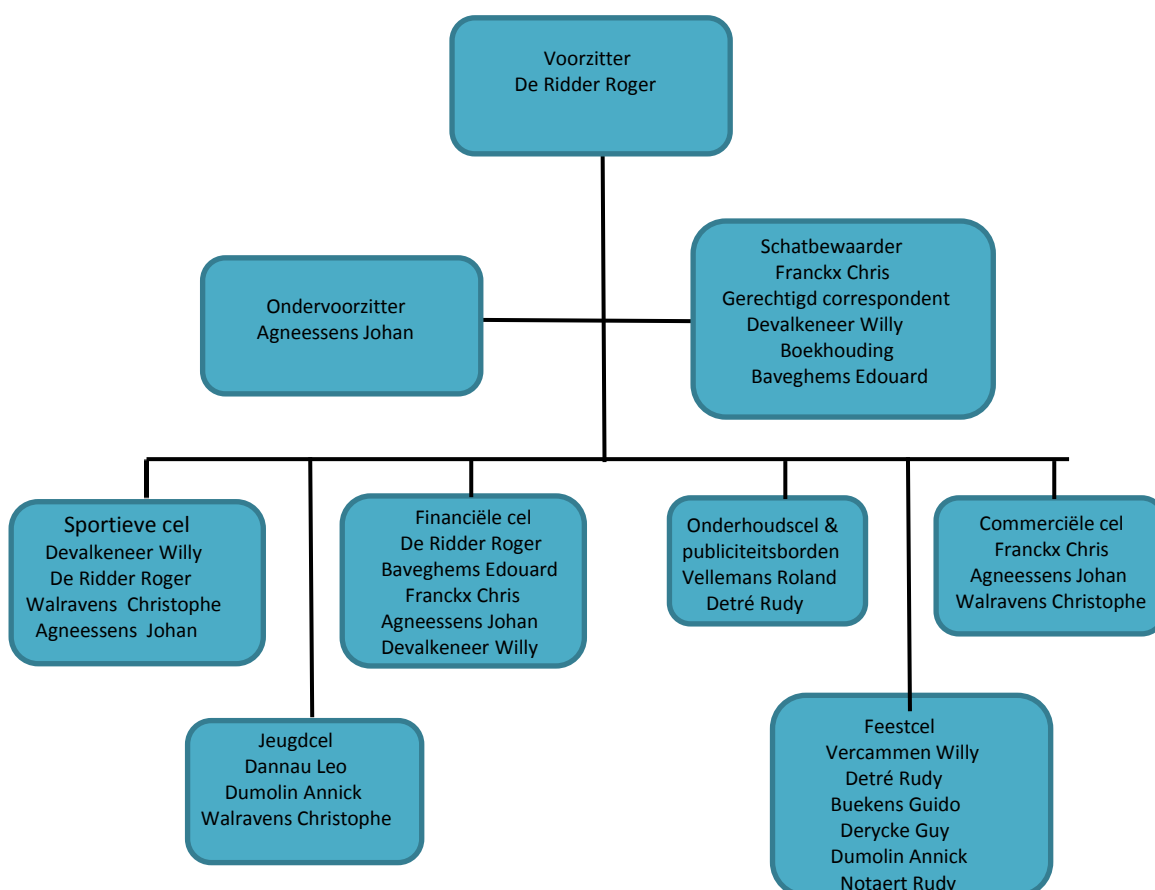 Voorzitter
De Ridder Roger
Ondervoorzitter
Agneessens Johan
Schatbewaarder
Franckx Chris
Gerechtigd correspondent
Devalkeneer Willy
Boekhouding
Baveghems Edouard
Sportieve cel
Devalkeneer Willy
De Ridder Roger
Walravens Christophe
Agneessens Johan
Financiële cel
De Ridder Roger
Baveghems Edouard
Franckx Chris
Agneessens Johan
Devalkeneer Willy
Onderhoudscel &
publiciteitsborden
Vellemans Roland
Detré Rudy
Commerciële cel
Franckx Chris
Agneessens Johan
Walravens Christophe
Jeugdcel
Dannau Leo
Dumolin Annick
Walravens Christophe
Feestcel
Vercammen Willy
Detré Rudy
Buekens Guido
Derycke Guy
Dumolin Annick
Notaert Rudy